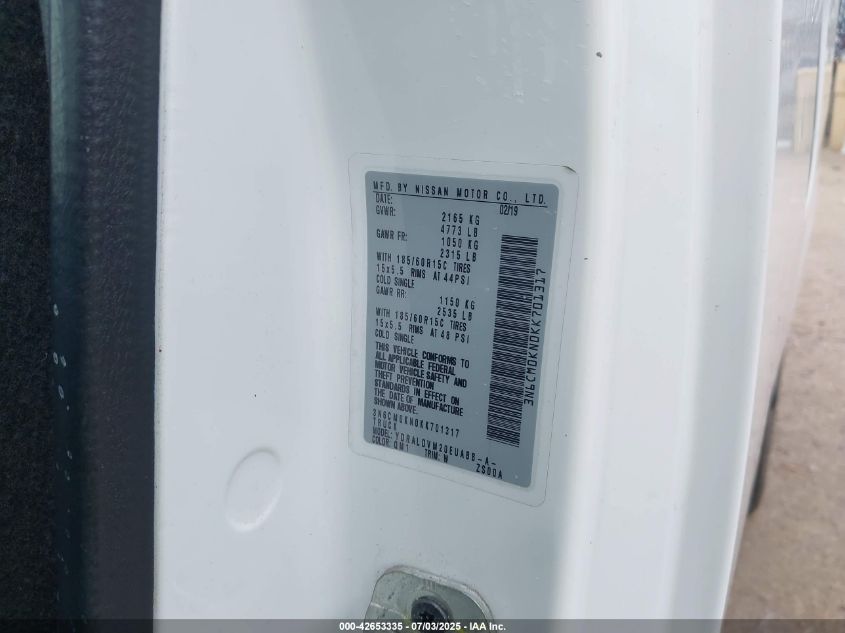 MFD. BY NISSAN MOTOR CO., LTD.
DATE: 02/19
GVWR: 2165 KG
4773 LB
GAWR FR: 1050 KG
2315 LB
WITH 185/60R15C TIRES
15x5.5 RIMS AT 44PSI
COLD SINGLE
GAWR RR: 1150 KG
2535 LB
WITH 185/60R15C TIRES
15x5.5 RIMS AT 48 PSI
COLD SINGLE
THIS VEHICLE CONFORMS TO
ALL APPLICABLE FEDERAL
MOTOR VEHICLE SAFETY AND
THEFT PREVENTION
STANDARDS IN EFFECT ON
THE DATE OF MANUFACTURE
SHOWN ABOVE.
3N6CM0KN0KK701317
TRUCK
MODEL:
COLOR: QM1 TRIM: W ZS00A
3N6CM0KN0KK701317
000-42653335 - 07/03/2025 - IAA Inc.